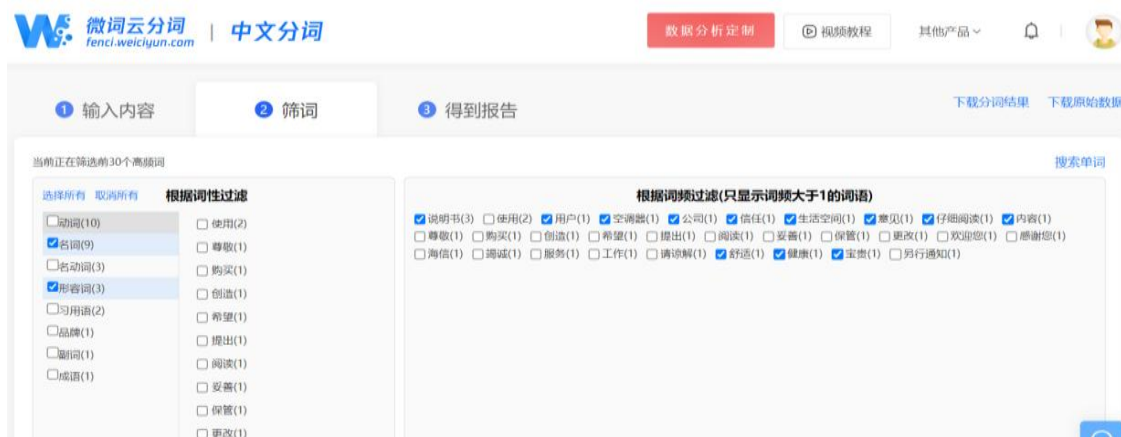 微词云分词
fenci.weiciyun.com
中文分词
数据分析定制
视频教程
其他产品
1 输入内容
2 筛词
3 得到报告
下载分词结果 下载原始数据
当前正在筛选前30个高频词
搜索单词
选择所有 取消所有 根据词性过滤
动词(10)
名词(9)
名动词(3)
形容词(3)
习用语(2)
品牌(1)
副词(1)
成语(1)
使用(2)
尊敬(1)
购买(1)
创造(1)
希望(1)
提出(1)
阅读(1)
妥善(1)
保管(1)
更改(1)
根据词频过滤(只显示词频大于1的词语)
说明书(3) 使用(2) 用户(1) 空调器(1) 公司(1) 信任(1) 生活空间(1) 意见(1) 仔细阅读(1) 内容(1)
尊敬(1) 购买(1) 创造(1) 希望(1) 提出(1) 阅读(1) 妥善(1) 保管(1) 更改(1) 欢迎您(1) 感谢您(1)
海信(1) 竭诚(1) 服务(1) 工作(1) 请谅解(1) 舒适(1) 健康(1) 宝贵(1) 另行通知(1)